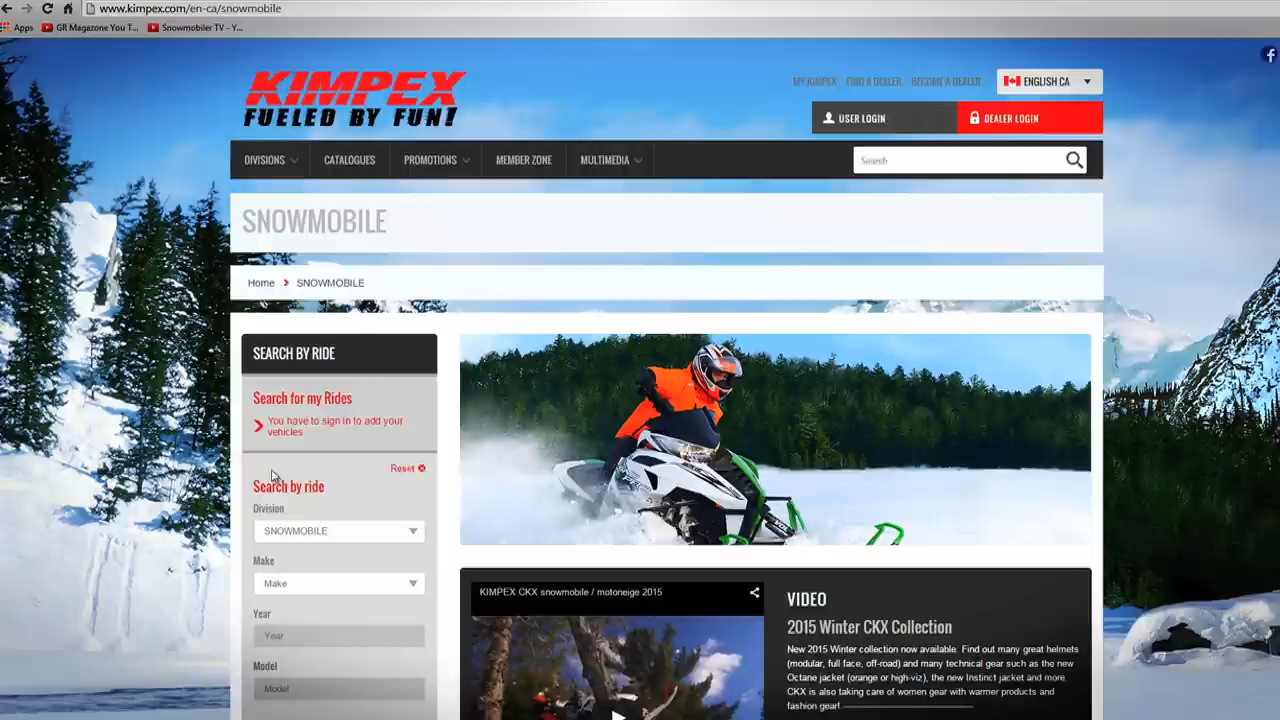 www.kimpex.com/en-ca/snowmobile
Apps GR Magazone You T... Snowmobiler TV - Y...
KIMPEX
FUELED BY FUN!
MY KIMPEX FIND A DEALER BECOME A DEALER ENGLISH CA
USER LOGIN DEALER LOGIN
DIVISIONS CATALOGUES PROMOTIONS MEMBER ZONE MULTIMEDIA Search
SNOWMOBILE
Home SNOWMOBILE
SEARCH BY RIDE
Search for my Rides
You have to sign in to add your
vehicles
Reset
Search by ride
Division
SNOWMOBILE
Make
Make
Year
Year
Model
Model
KIMPEX CKX snowmobile / motoneige 2015
VIDEO
2015 Winter CKX Collection
New 2015 Winter collection now available. Find out many great helmets
(modular, full face, off-road) and many technical gear such as the new
Octane jacket (orange or high-viz), the new Instinct jacket and more.
CKX is also taking care of women gear with warmer products and
fashion gear!